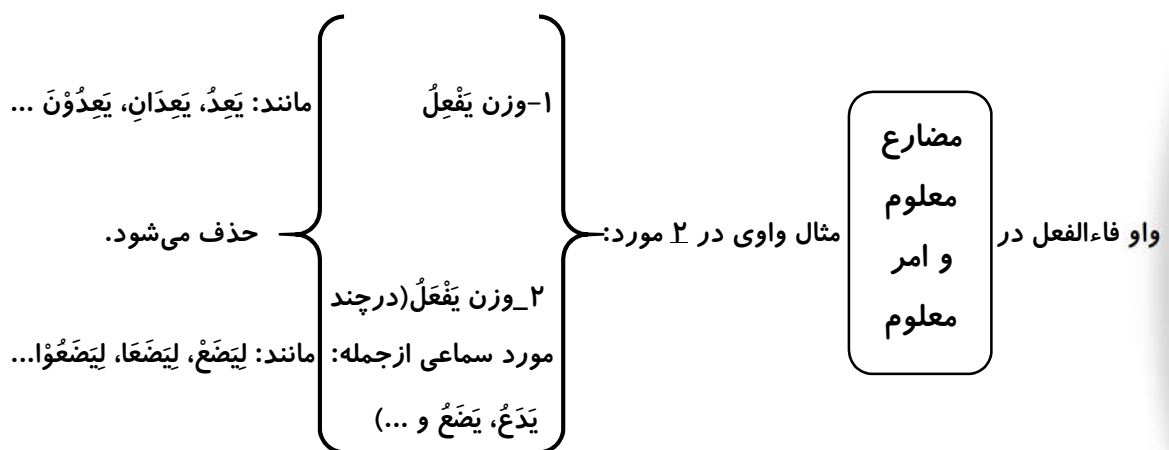 واو فاءالفعل در
مضارع
معلوم
و امر
معلوم
مثال واوی در ۲ مورد:
۱-وزن یَفْعِلُ
مانند: یَعِدُ، یَعِدَانِ، یَعِدُوْنَ ...
۲_وزن یَفْعَلُ(درچند
مورد سماعی ازجمله:
یَدَعُ، یَضَعُ و ...)
مانند: لِیَضَعْ، لِیَضَعَا، لِیَضَعُوْا...
حذف می‌شود.